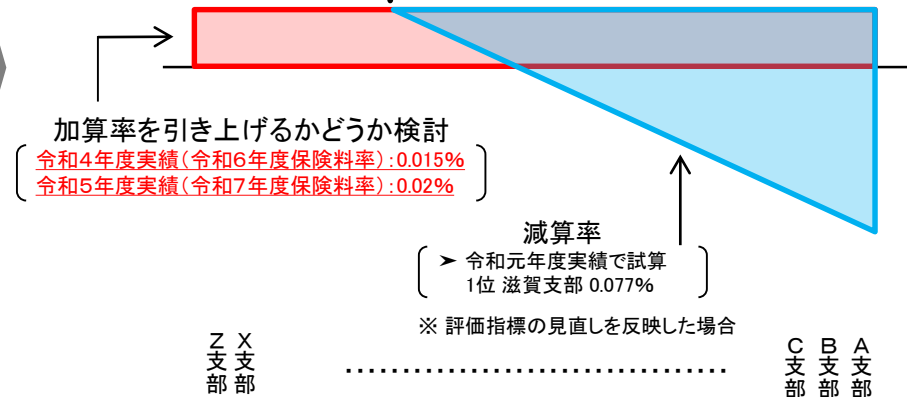 加算率を引き上げるかどうか検討
令和4年度実績(令和6年度保険料率):0.015%
令和5年度実績(令和7年度保険料率):0.02%
減算率
➤ 令和元年度実績で試算
1位 滋賀支部 0.077%
※ 評価指標の見直しを反映した場合
Z支部
X支部
‥‥‥‥‥‥‥‥‥‥‥‥‥‥‥‥
C支部
B支部
A支部